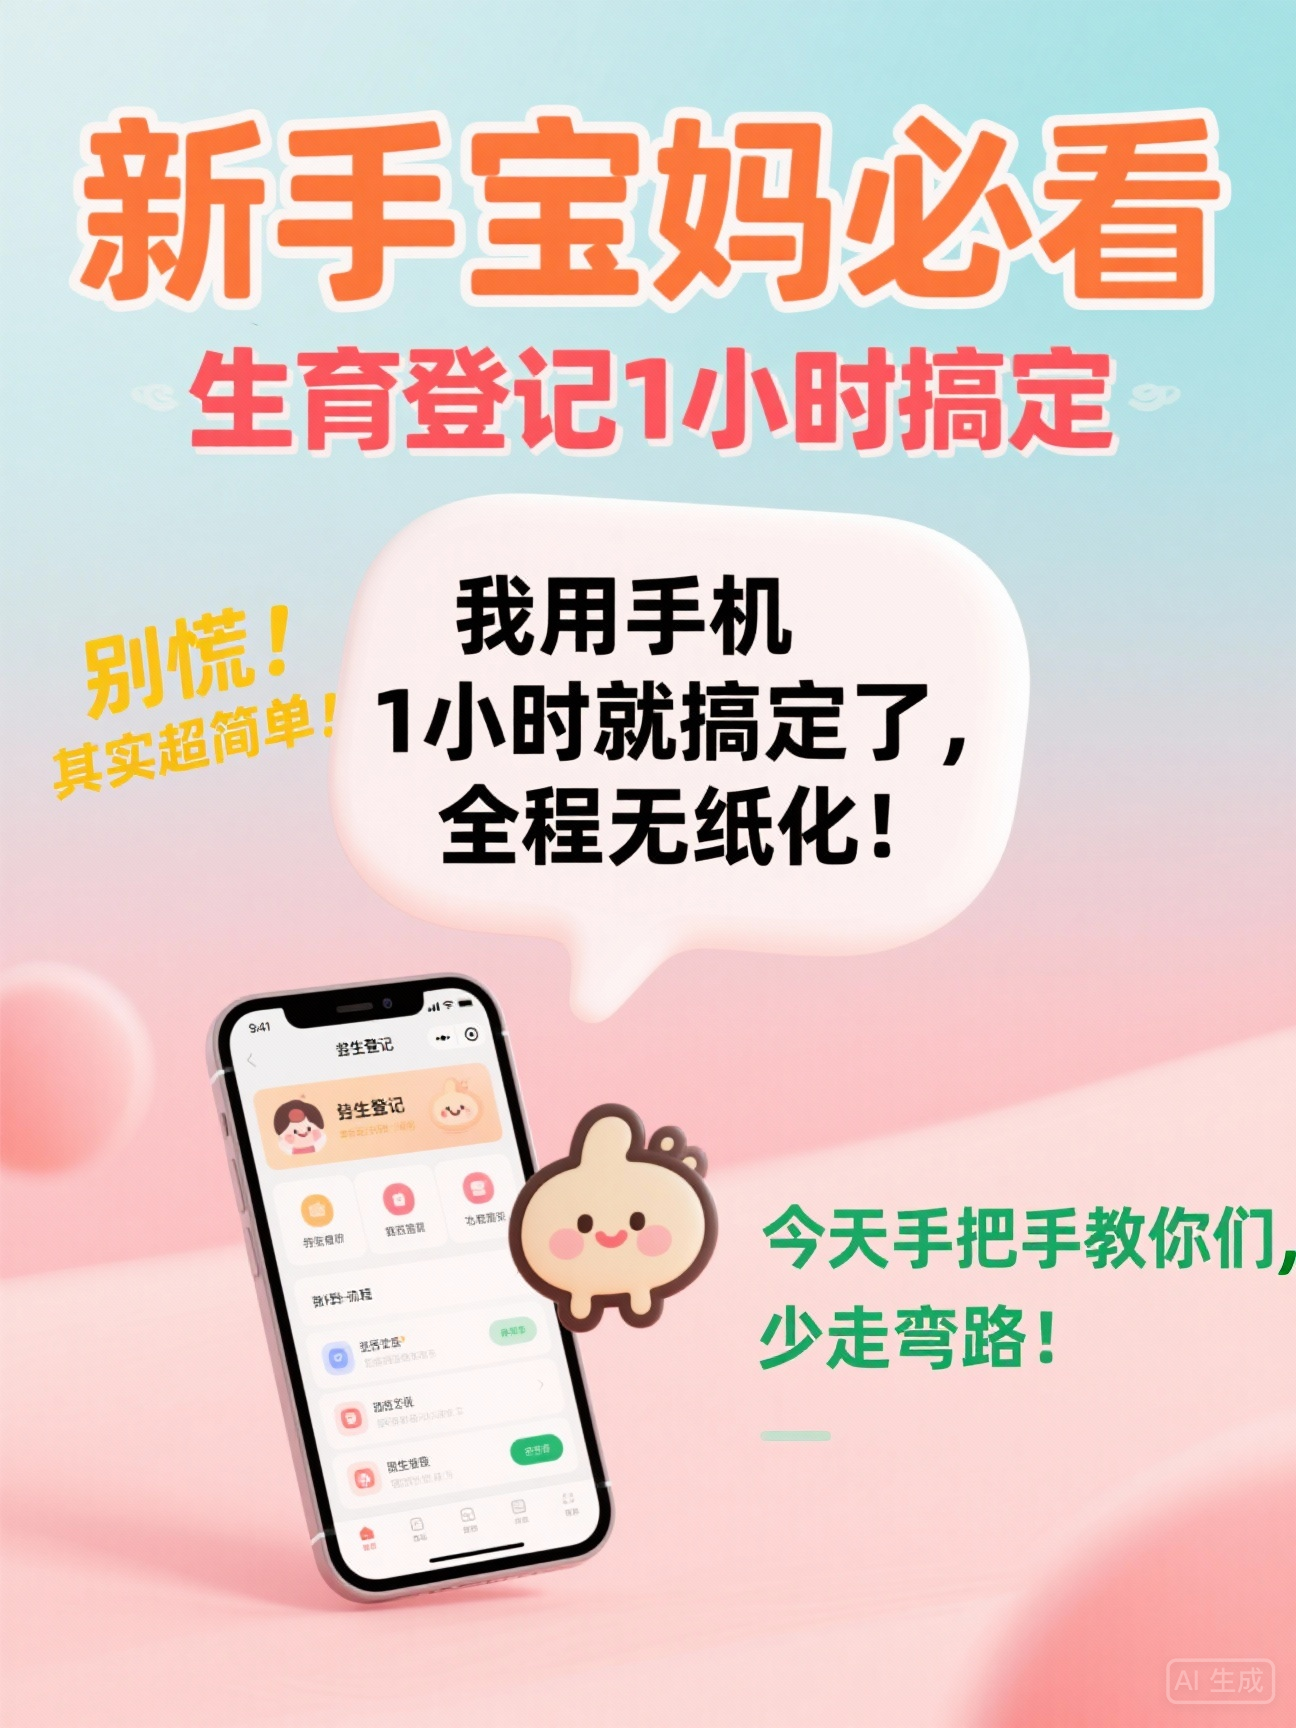 新手宝妈必看
生育登记1小时搞定
别慌！
其实超简单！
我用手机
1小时就搞定了，
全程无纸化！
9:41
今天手把手教你们，
少走弯路！
AI 生成